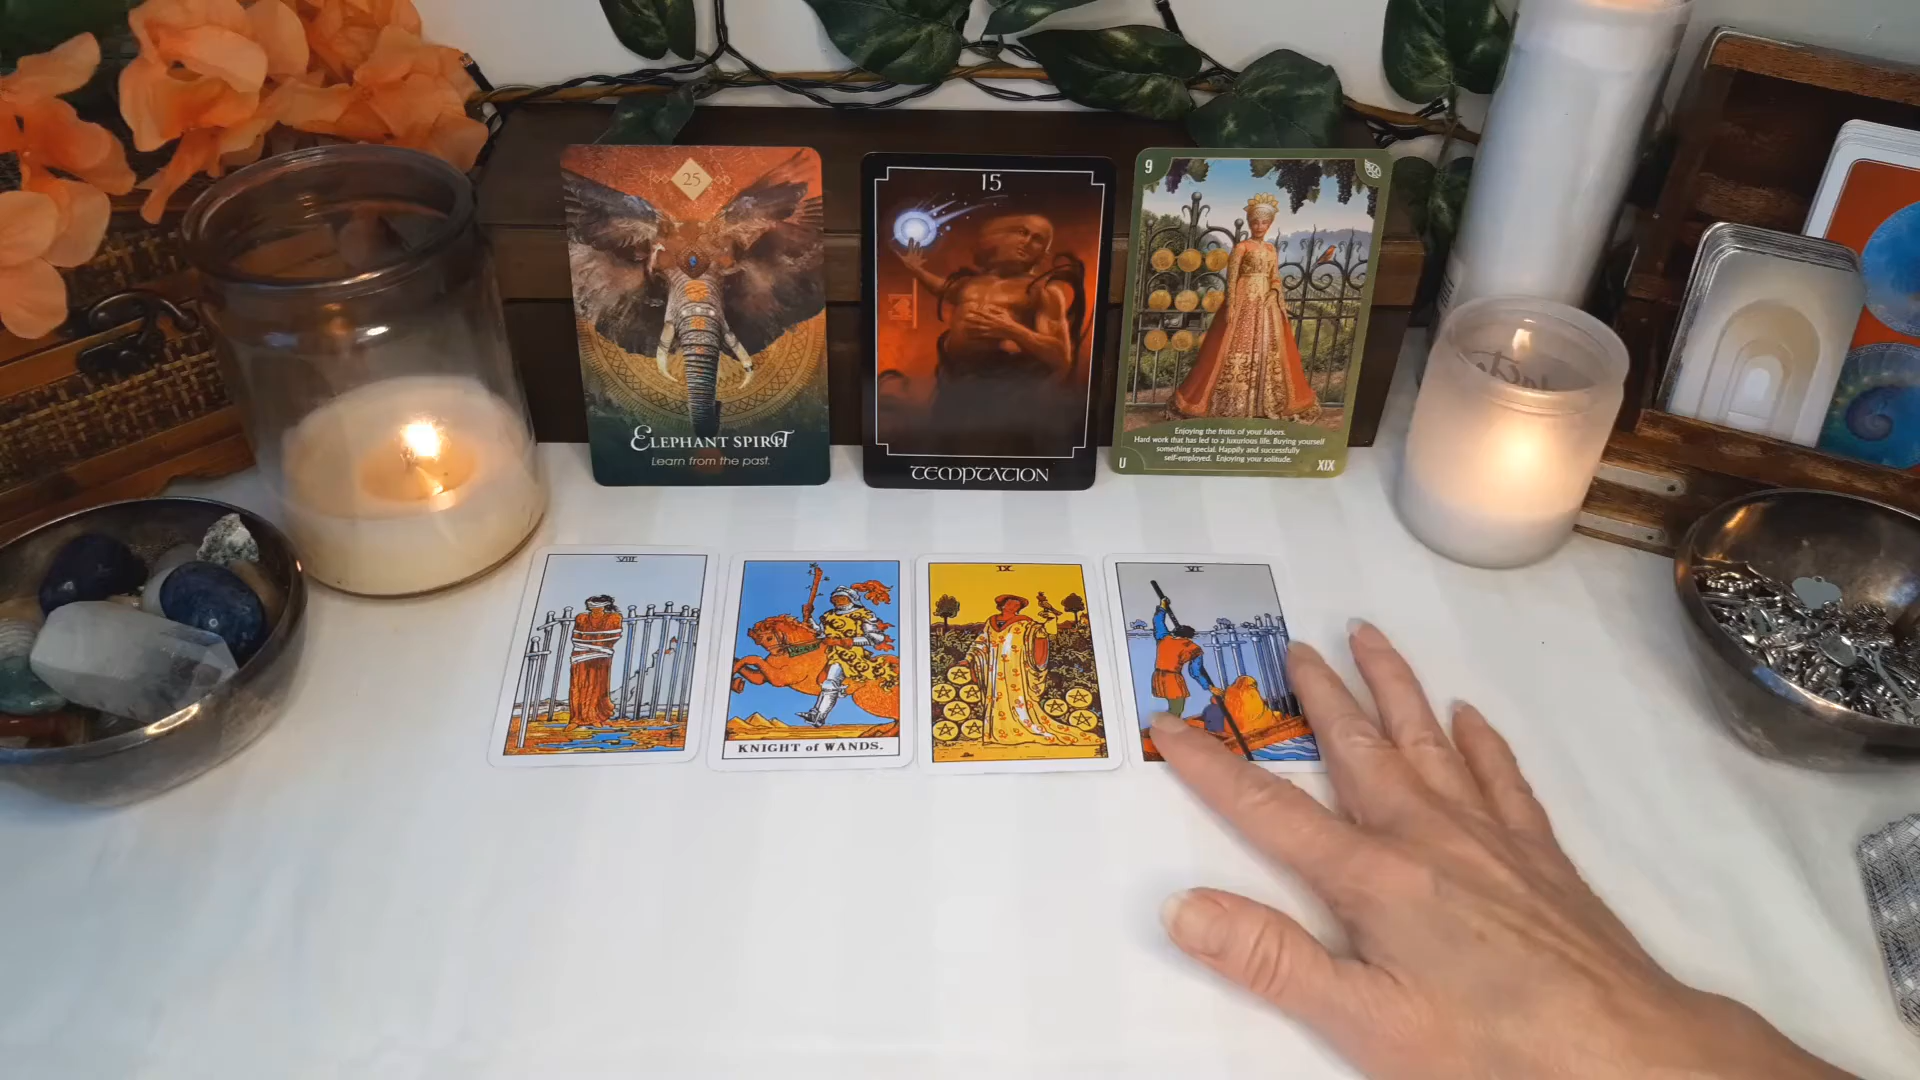 25
ELEPHANT SPIRIT
Learn from the past.
15
TEMPTATION
9
Enjoying the fruits of your labors.
Hard work that has led to a luxurious life. Buying yourself
something special. Happily and successfully
self-employed. Enjoying your solitude.
U
XIX
VIII
KNIGHT of WANDS.
IX
VI